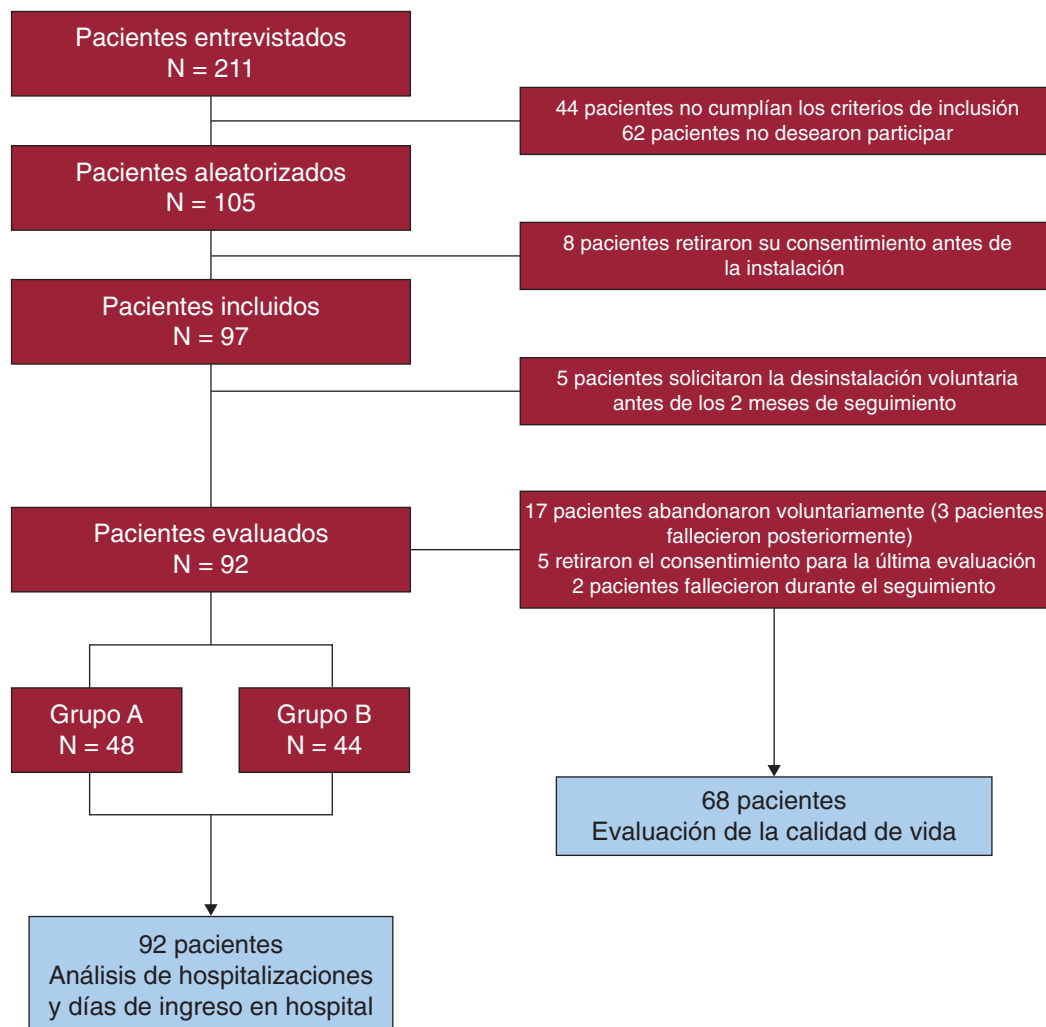 Pacientes entrevistados
N = 211
44 pacientes no cumplían los criterios de inclusión
62 pacientes no desearon participar
Pacientes aleatorizados
N = 105
8 pacientes retiraron su consentimiento antes de
la instalación
Pacientes incluidos
N = 97
5 pacientes solicitaron la desinstalación voluntaria
antes de los 2 meses de seguimiento
Pacientes evaluados
N = 92
17 pacientes abandonaron voluntariamente (3 pacientes
fallecieron posteriormente)
5 retiraron el consentimiento para la última evaluación
2 pacientes fallecieron durante el seguimiento
Grupo A
N = 48
Grupo B
N = 44
68 pacientes
Evaluación de la calidad de vida
92 pacientes
Análisis de hospitalizaciones
y días de ingreso en hospital